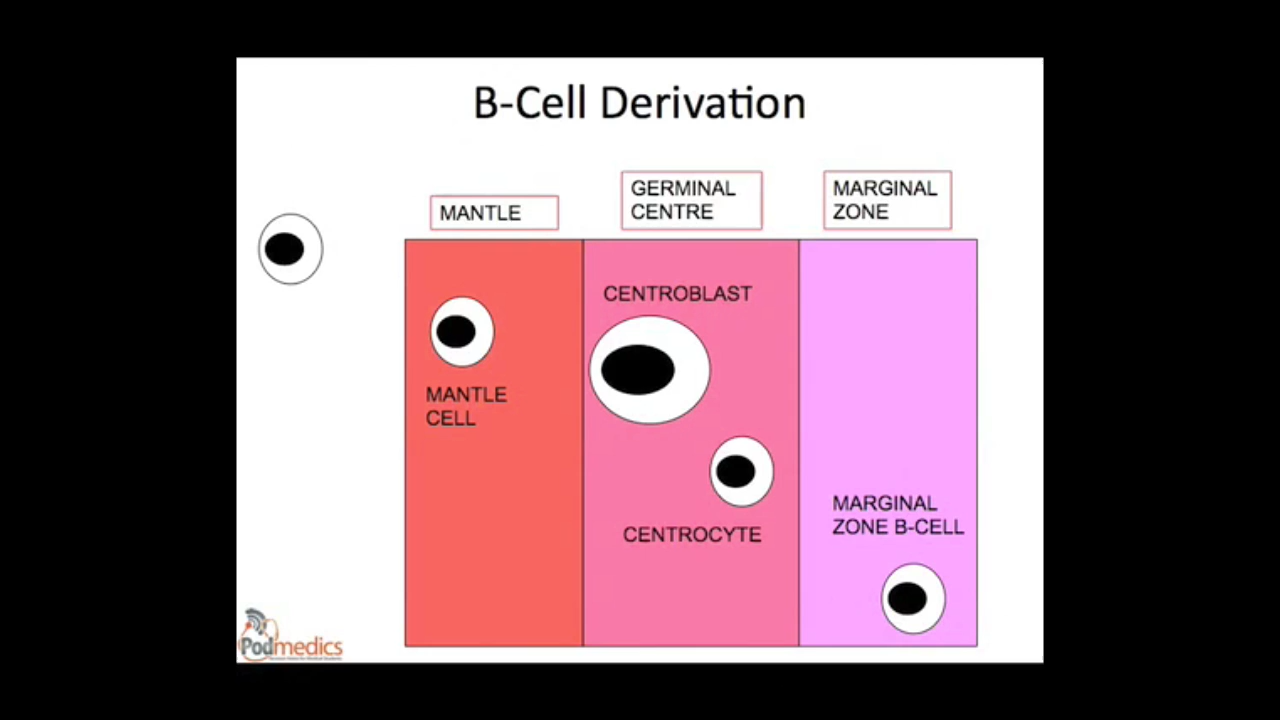 B-Cell Derivation
MANTLE
GERMINAL
CENTRE
MARGINAL
ZONE
CENTROBLAST
MANTLE
CELL
CENTROCYTE
MARGINAL
ZONE B-CELL
Podmedics